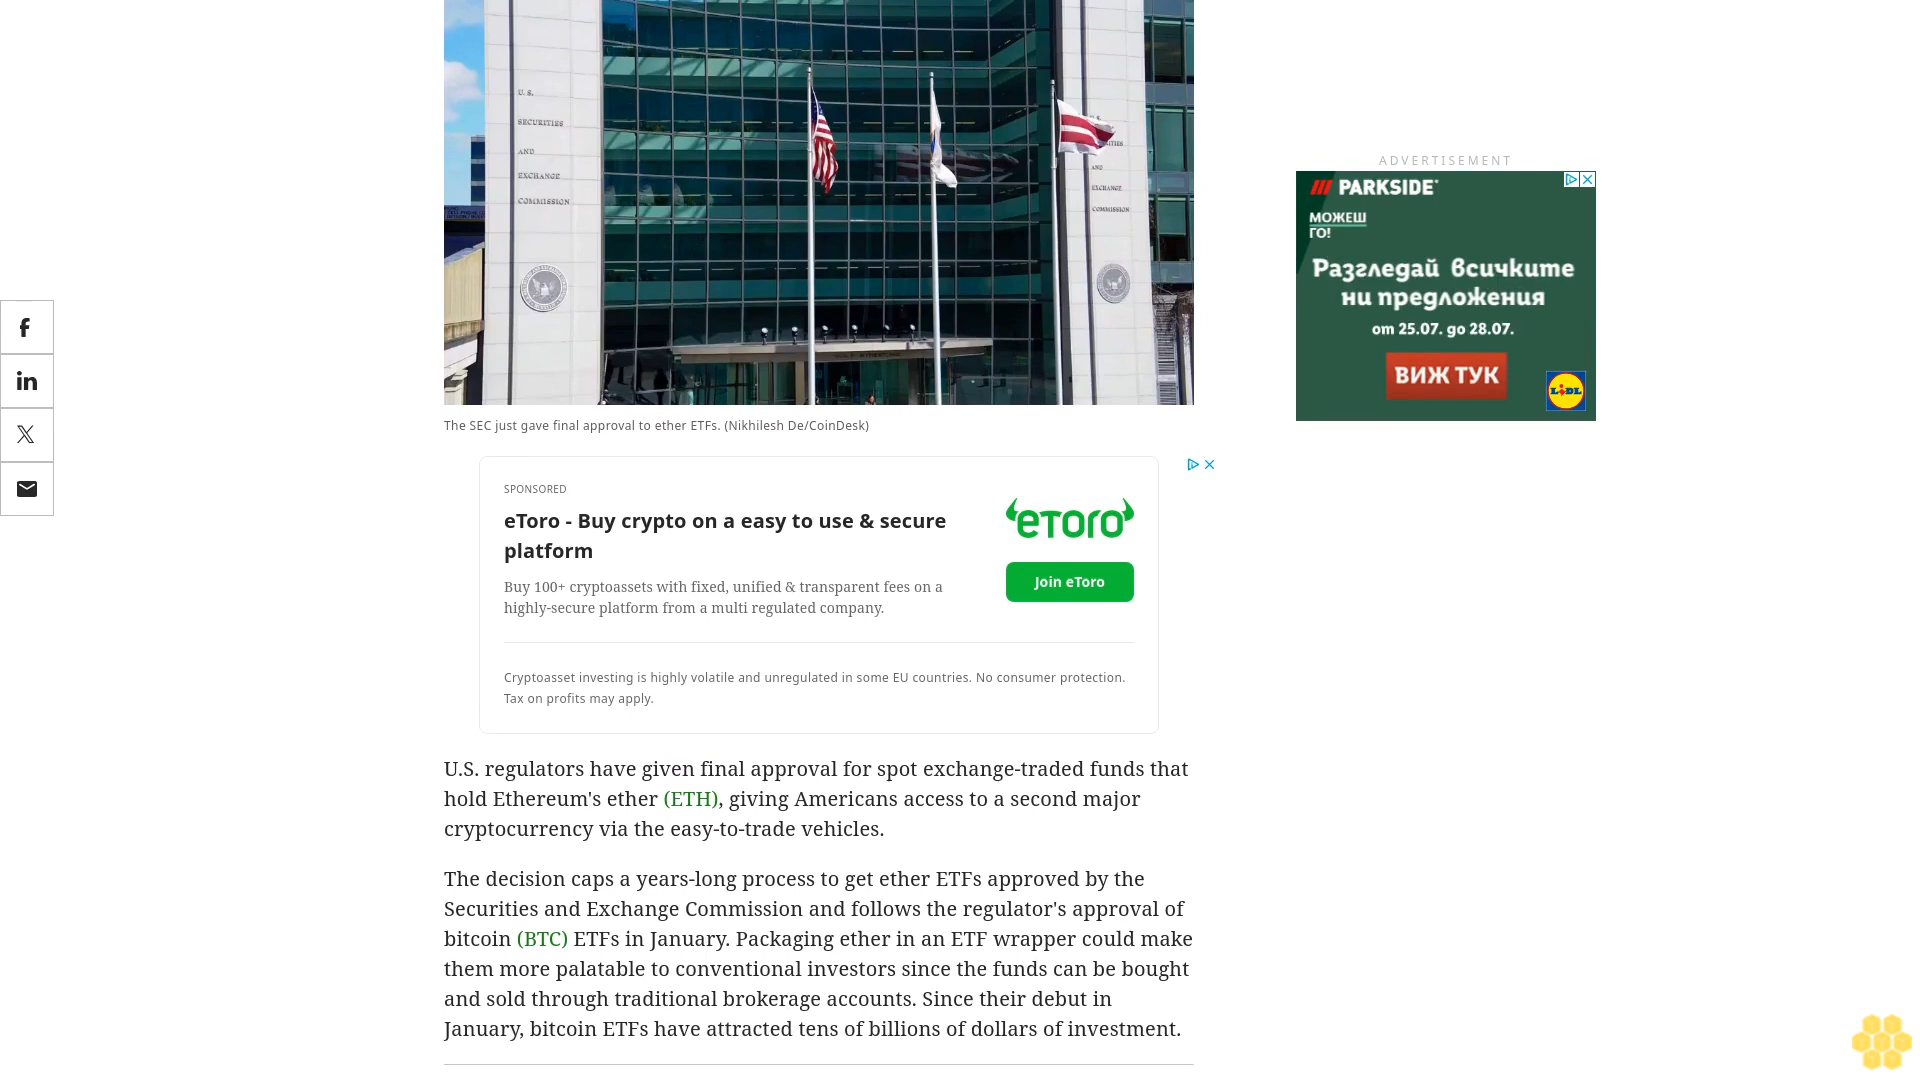 U.S.
SECURITIES
AND
EXCHANGE
COMMISSION
AND
EXCHANGE
COMMISSION
The SEC just gave final approval to ether ETFs. (Nikhilesh De/CoinDesk)
SPONSORED
eToro - Buy crypto on a easy to use & secure
platform
Buy 100+ cryptoassets with fixed, unified & transparent fees on a
highly-secure platform from a multi regulated company.
eToro
Join eToro
Cryptoasset investing is highly volatile and unregulated in some EU countries. No consumer protection.
Tax on profits may apply.
U.S. regulators have given final approval for spot exchange-traded funds that
hold Ethereum's ether (ETH), giving Americans access to a second major
cryptocurrency via the easy-to-trade vehicles.
The decision caps a years-long process to get ether ETFs approved by the
Securities and Exchange Commission and follows the regulator's approval of
bitcoin (BTC) ETFs in January. Packaging ether in an ETF wrapper could make
them more palatable to conventional investors since the funds can be bought
and sold through traditional brokerage accounts. Since their debut in
January, bitcoin ETFs have attracted tens of billions of dollars of investment.
ADVERTISEMENT
PARKSIDE
МОЖЕШ
ГО!
Разгледай всичките
ни предложения
от 25.07. до 28.07.
ВИЖ ТУК
LIDL